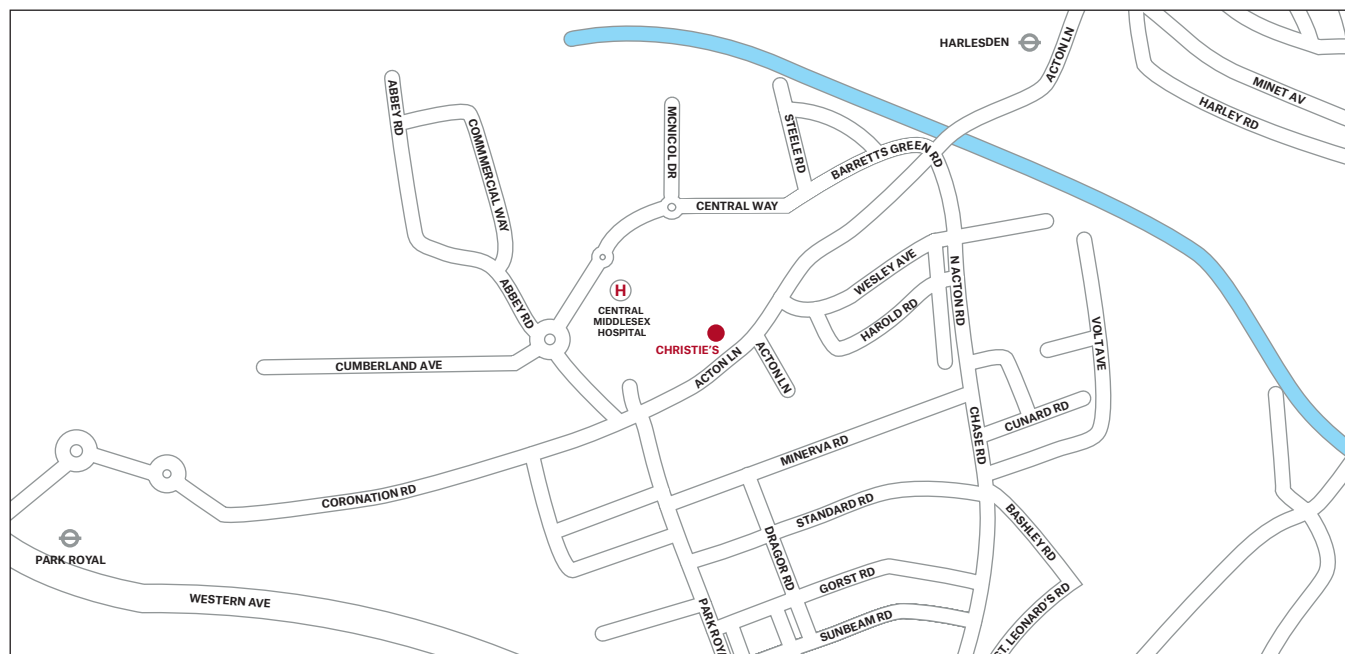 HARLESDEN
ACTON LN
MINET AV
HARLEY RD
ABBEY RD
COMMMERCIAL WAY
MCNICOL DR
STEELE RD
BARRETTS GREEN RD
CENTRAL WAY
ABBEY RD
H
CENTRAL
MIDDLESEX
HOSPITAL
WESLEY AVE
N ACTON RD
HAROLD RD
VOLT AVE
CHRISTIE'S
ACTON LN
ACTON LN
CUMBERLAND AVE
CUNARD RD
CHASE RD
MINERVA RD
CORONATION RD
STANDARD RD
BASHLEY RD
DRAGOR RD
PARK ROYAL
GORST RD
WESTERN AVE
PARK ROYA
SUNBEAM RD
ST. LEONARD'S RD